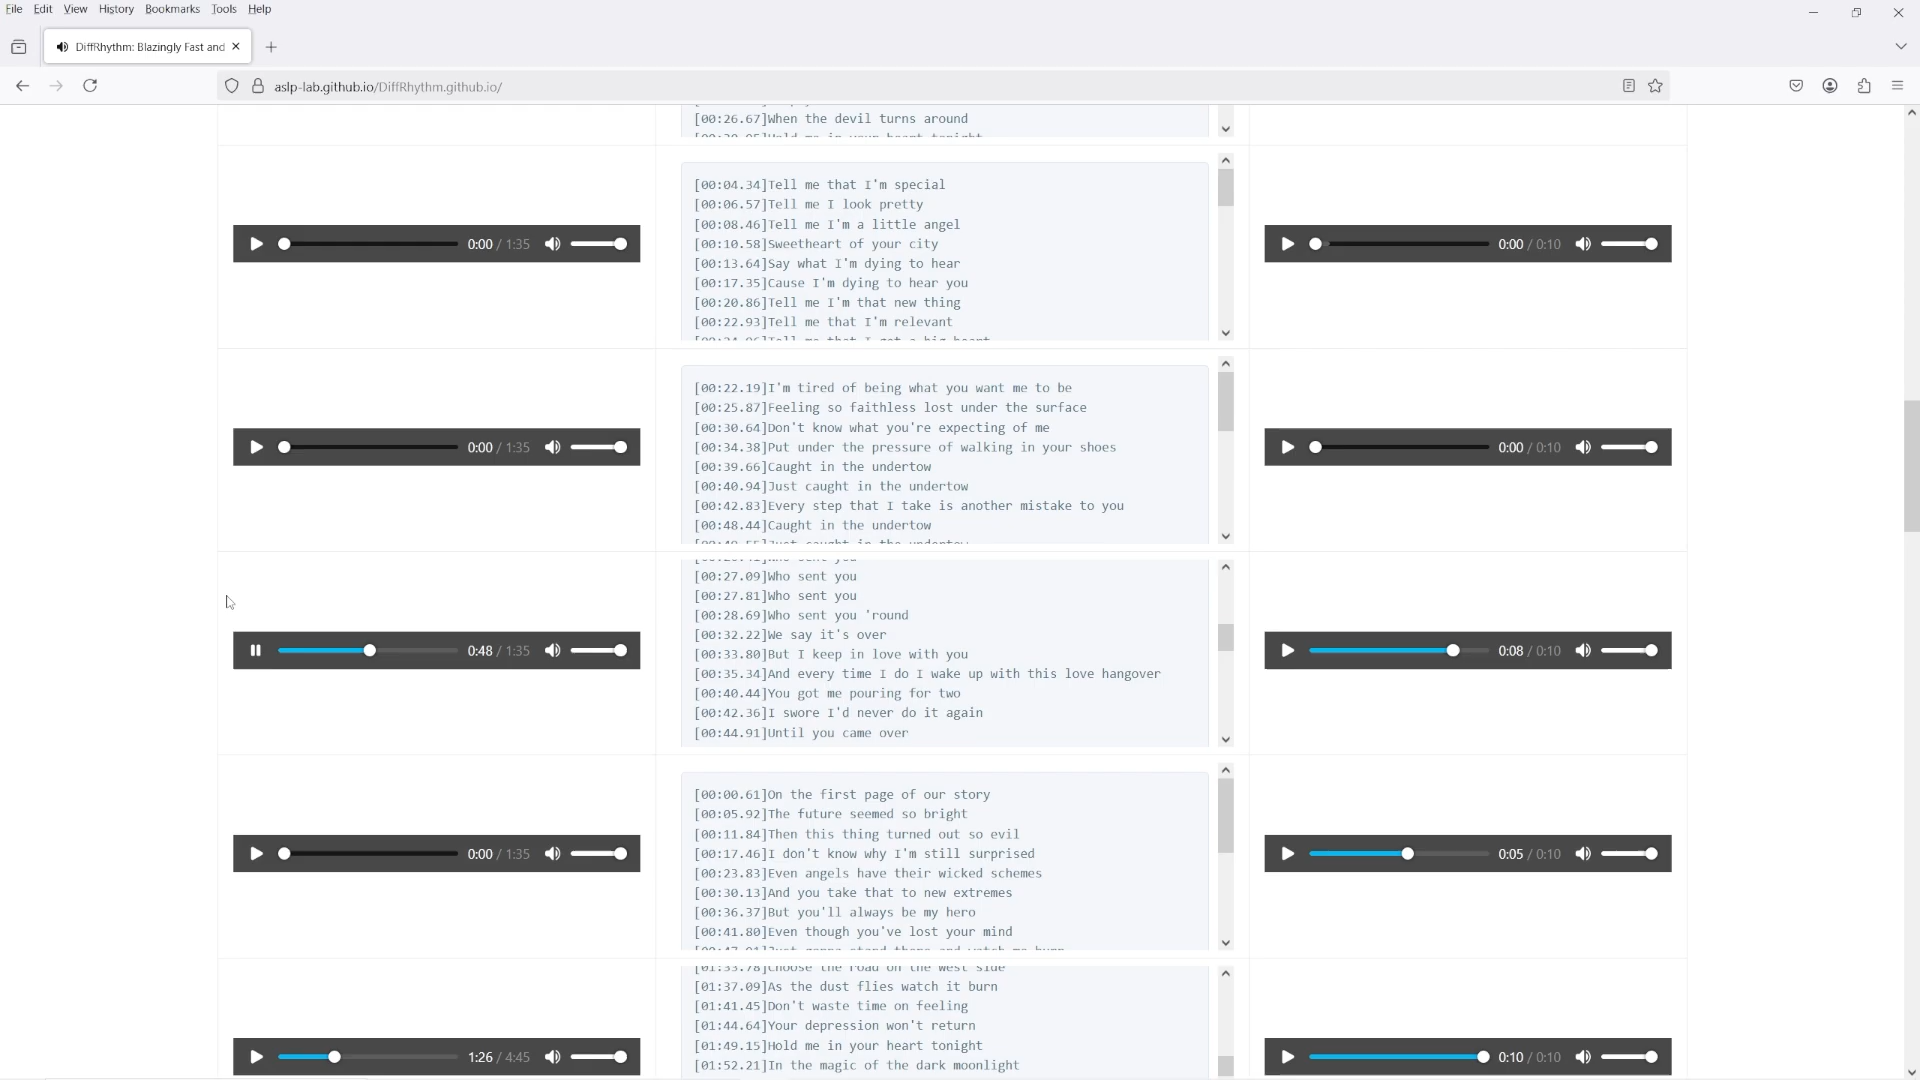 File Edit View History Bookmarks Tools Help
DiffRhythm: Blazingly Fast and
aslp-lab.github.io/DiffRhythm.github.io/
[00:26.67]When the devil turns around
[00:04.34]Tell me that I'm special
[00:06.57]Tell me I look pretty
[00:08.46]Tell me I'm a little angel
[00:10.58]Sweetheart of your city
[00:13.64]Say what I'm dying to hear
[00:17.35]Cause I'm dying to hear you
[00:20.86]Tell me I'm that new thing
[00:22.93]Tell me that I'm relevant
0:00 / 1:35
0:00 / 0:10
[00:22.19]I'm tired of being what you want me to be
[00:25.87]Feeling so faithless lost under the surface
[00:30.64]Don't know what you're expecting of me
[00:34.38]Put under the pressure of walking in your shoes
[00:39.66]Caught in the undertow
[00:40.94]Just caught in the undertow
[00:42.83]Every step that I take is another mistake to you
[00:48.44]Caught in the undertow
0:00 / 1:35
0:00 / 0:10
[00:27.09]Who sent you
[00:27.81]Who sent you
[00:28.69]Who sent you 'round
[00:32.22]We say it's over
[00:33.80]But I keep in love with you
[00:35.34]And every time I do I wake up with this love hangover
[00:40.44]You got me pouring for two
[00:42.36]I swore I'd never do it again
[00:44.91]Until you came over
0:48 / 1:35
0:08 / 0:10
[00:00.61]On the first page of our story
[00:05.92]The future seemed so bright
[00:11.84]Then this thing turned out so evil
[00:17.46]I don't know why I'm still surprised
[00:23.83]Even angels have their wicked schemes
[00:30.13]And you take that to new extremes
[00:36.37]But you'll always be my hero
[00:41.80]Even though you've lost your mind
0:00 / 1:35
0:05 / 0:10
[01:33.78]Choose the road on the west side
[01:37.09]As the dust flies watch it burn
[01:41.45]Don't waste time on feeling
[01:44.64]Your depression won't return
[01:49.15]Hold me in your heart tonight
[01:52.21]In the magic of the dark moonlight
1:26 / 4:45
0:10 / 0:10